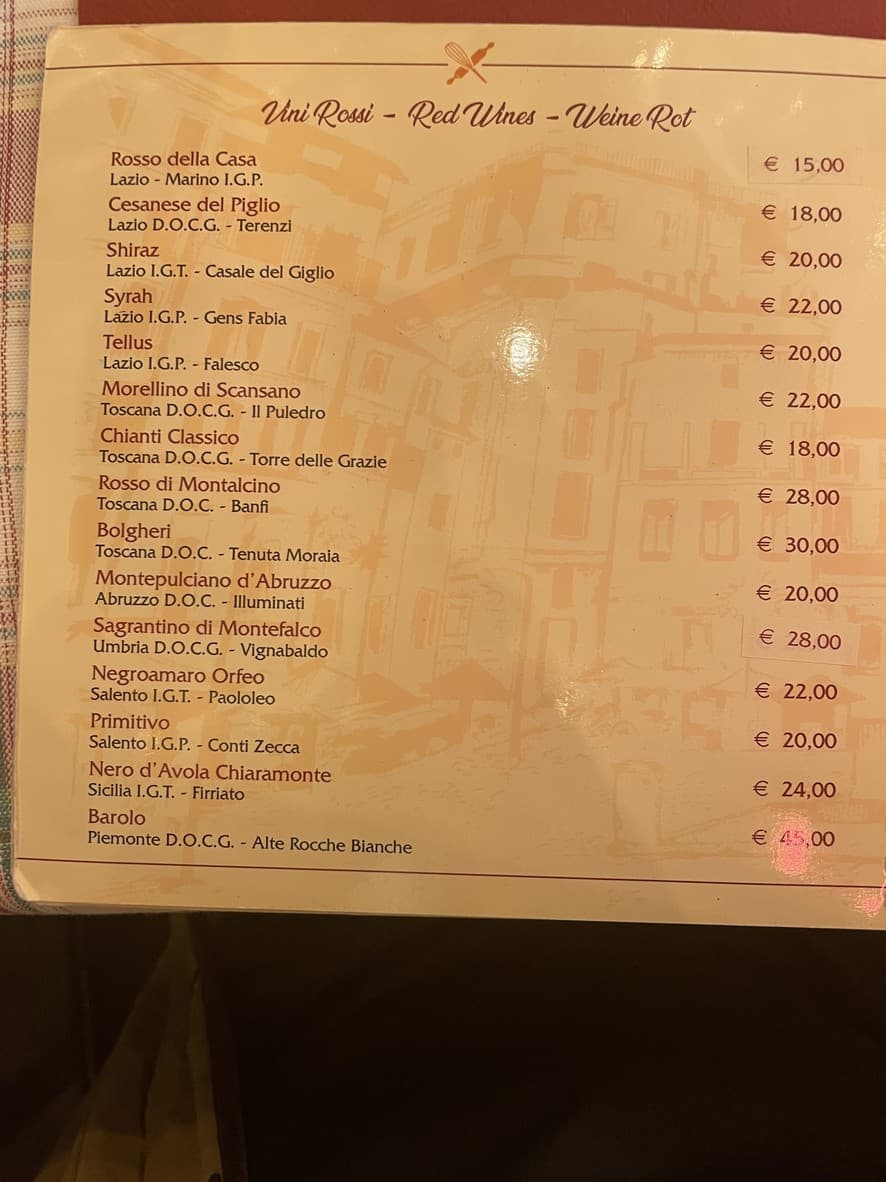 Vini Rossi - Red Wines - Weine Rot
Rosso della Casa € 15,00
Lazio - Marino I.G.P.
Cesanese del Piglio € 18,00
Lazio D.O.C.G. - Terenzi
Shiraz € 20,00
Lazio I.G.T. - Casale del Giglio
Syrah € 22,00
Lazio I.G.P. - Gens Fabia
Tellus € 20,00
Lazio I.G.P. - Falesco
Morellino di Scansano € 22,00
Toscana D.O.C.G. - Il Puledro
Chianti Classico € 18,00
Toscana D.O.C.G. - Torre delle Grazie
Rosso di Montalcino € 28,00
Toscana D.O.C. - Banfi
Bolgheri € 30,00
Toscana D.O.C. - Tenuta Moraia
Montepulciano d'Abruzzo € 20,00
Abruzzo D.O.C. - Illuminati
Sagrantino di Montefalco € 28,00
Umbria D.O.C.G. - Vignabaldo
Negroamaro Orfeo € 22,00
Salento I.G.T. - Paololeo
Primitivo € 20,00
Salento I.G.P. - Conti Zecca
Nero d'Avola Chiaramonte € 24,00
Sicilia I.G.T. - Firriato
Barolo € 45,00
Piemonte D.O.C.G. - Alte Rocche Bianche